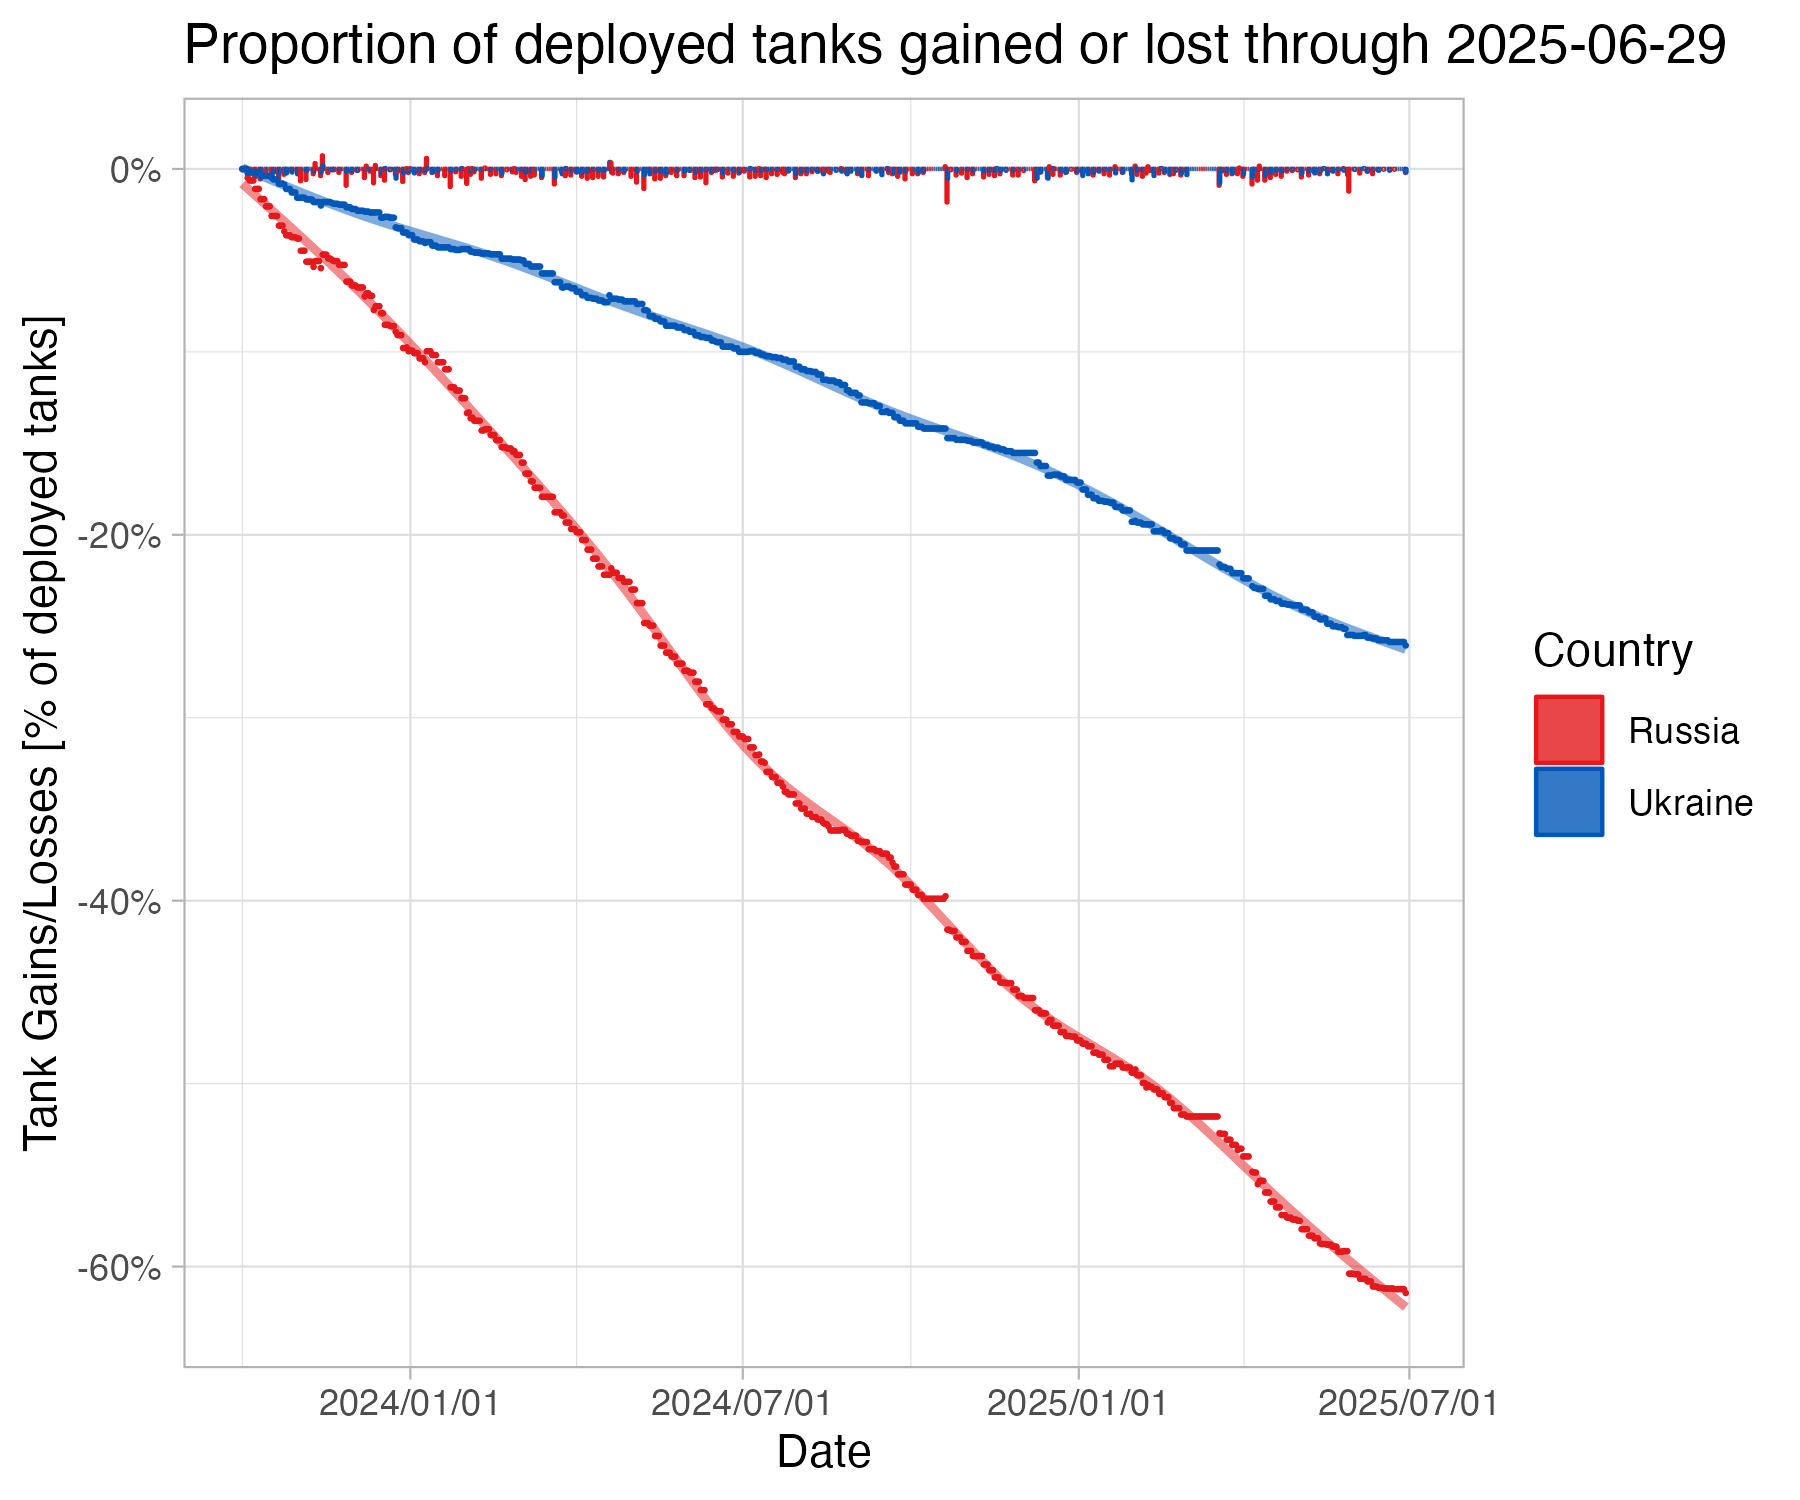 Proportion of deployed tanks gained or lost through 2025-06-29
Tank Gains/Losses [% of deployed tanks]
0%
-20%
-40%
-60%
2024/01/01
2024/07/01
2025/01/01
2025/07/01
Date
Country
Russia
Ukraine